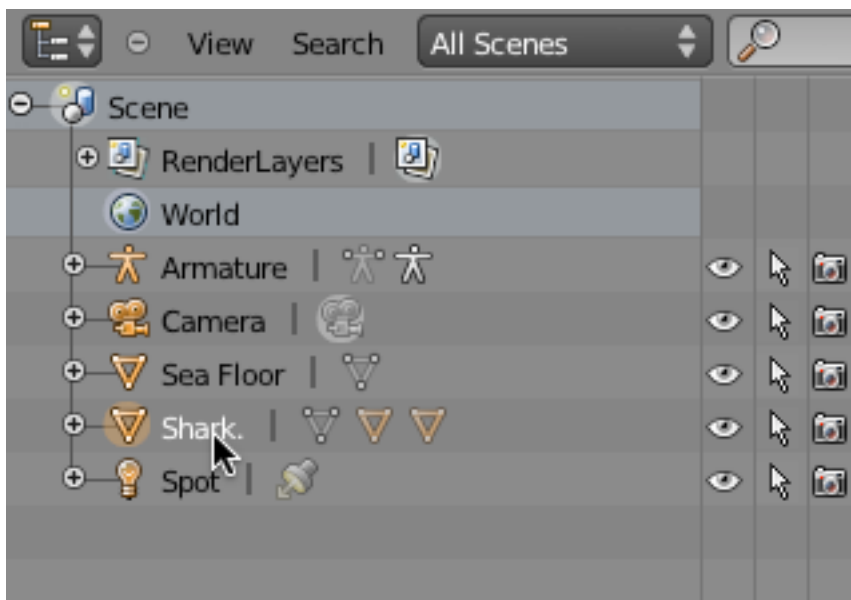 View Search All Scenes
Scene
RenderLayers
World
Armature
Camera
Sea Floor
Shark.
Spot